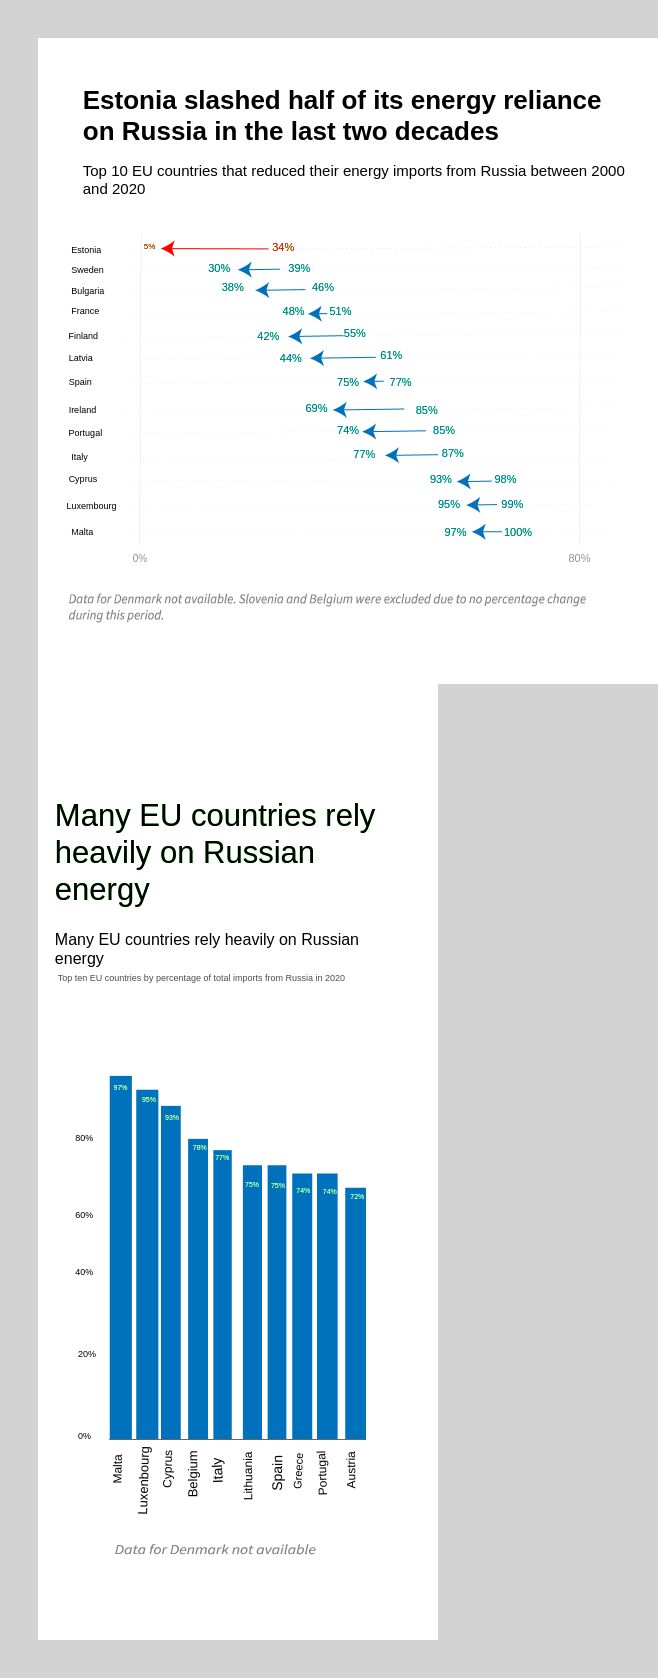 Estonia slashed half of its energy reliance
on Russia in the last two decades
Top 10 EU countries that reduced their energy imports from Russia between 2000
and 2020
Estonia 5% 34%
Sweden 30% 39%
Bulgaria 38% 46%
France 48% 51%
Finland 42% 55%
Latvia 44% 61%
Spain 75% 77%
Ireland 69% 85%
Portugal 74% 85%
Italy 77% 87%
Cyprus 93% 98%
Luxembourg 95% 99%
Malta 97% 100%
0% 80%
Data for Denmark not available. Slovenia and Belgium were excluded due to no percentage change
during this period.
Many EU countries rely
heavily on Russian
energy
Many EU countries rely heavily on Russian
energy
Top ten EU countries by percentage of total imports from Russia in 2020
97%
95%
93%
80%
78%
77%
75% 75%
74% 74%
72%
60%
40%
20%
0%
Malta Luxembourg Cyprus Belgium Italy Lithuania Spain Greece Portugal Austria
Data for Denmark not available